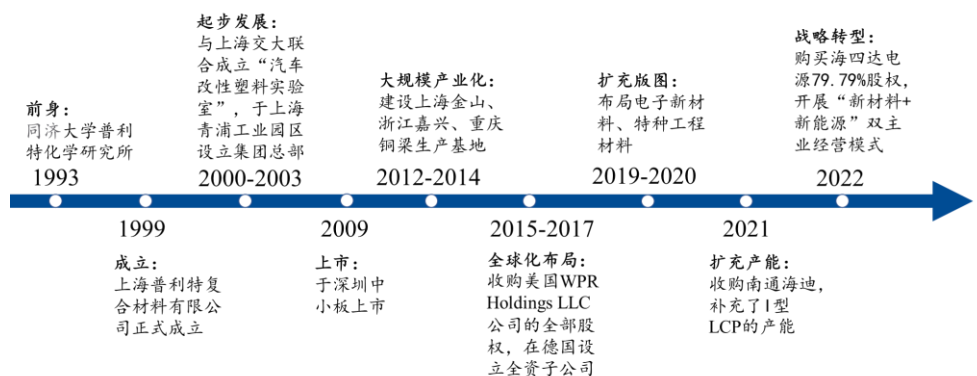 前身：
同济大学普利
特化学研究所
1993
1999
成立：
上海普利特复
合材料有限公
司正式成立
起步发展：
与上海交大联
合成立“汽车
改性塑料实验
室”，于上海
青浦工业园区
设立集团总部
2000-2003
2009
上市：
于深圳中
小板上市
大规模产业化：
建设上海金山、
浙江嘉兴、重庆
铜梁生产基地
2012-2014
2015-2017
全球化布局：
收购美国WPR
Holdings LLC
公司的全部股
权，在德国设
立全资子公司
扩充版图：
布局电子新材
料、特种工程
材料
2019-2020
2021
扩充产能：
收购南通海迪，
补充了I型
LCP的产能
战略转型：
购买海四达电
源79.79%股权，
开展“新材料+
新能源”双主
业经营模式
2022